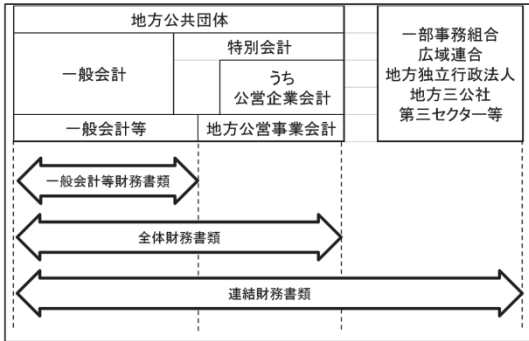 地方公共団体
一般会計
特別会計
うち
公営企業会計
一般会計等
地方公営事業会計
一部事務組合
広域連合
地方独立行政法人
地方三公社
第三セクター等
一般会計等財務書類
全体財務書類
連結財務書類